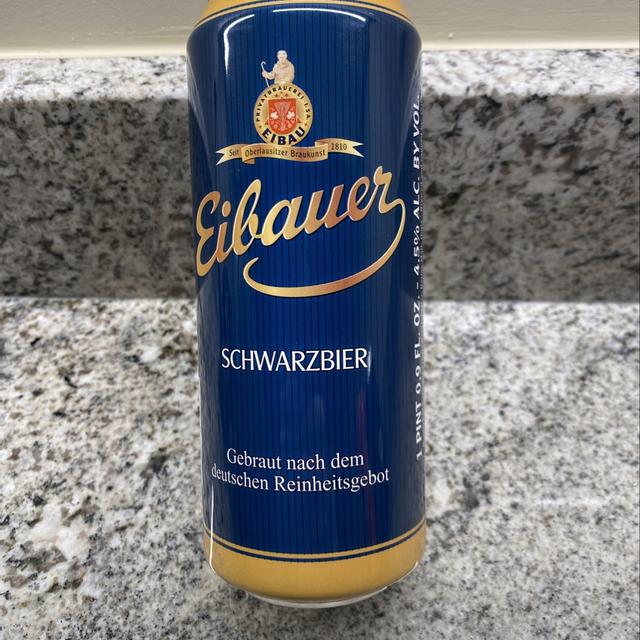 PRIVATBRAUEREI I.SA.
EIBAU
Seit Oberlausitzer Braukunst 1810
Eibauer
SCHWARZBIER
Gebraut nach dem
deutschen Reinheitsgebot
1 PINT 0.9 FL. OZ. - 4.5% ALC. BY VOL.